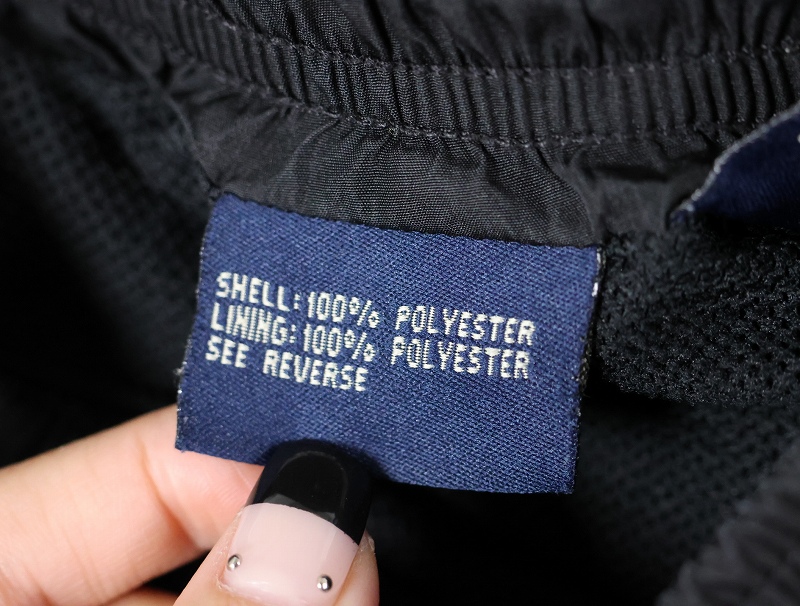 SHELL: 100% POLYESTER
LINING: 100% POLYESTER
SEE REVERSE